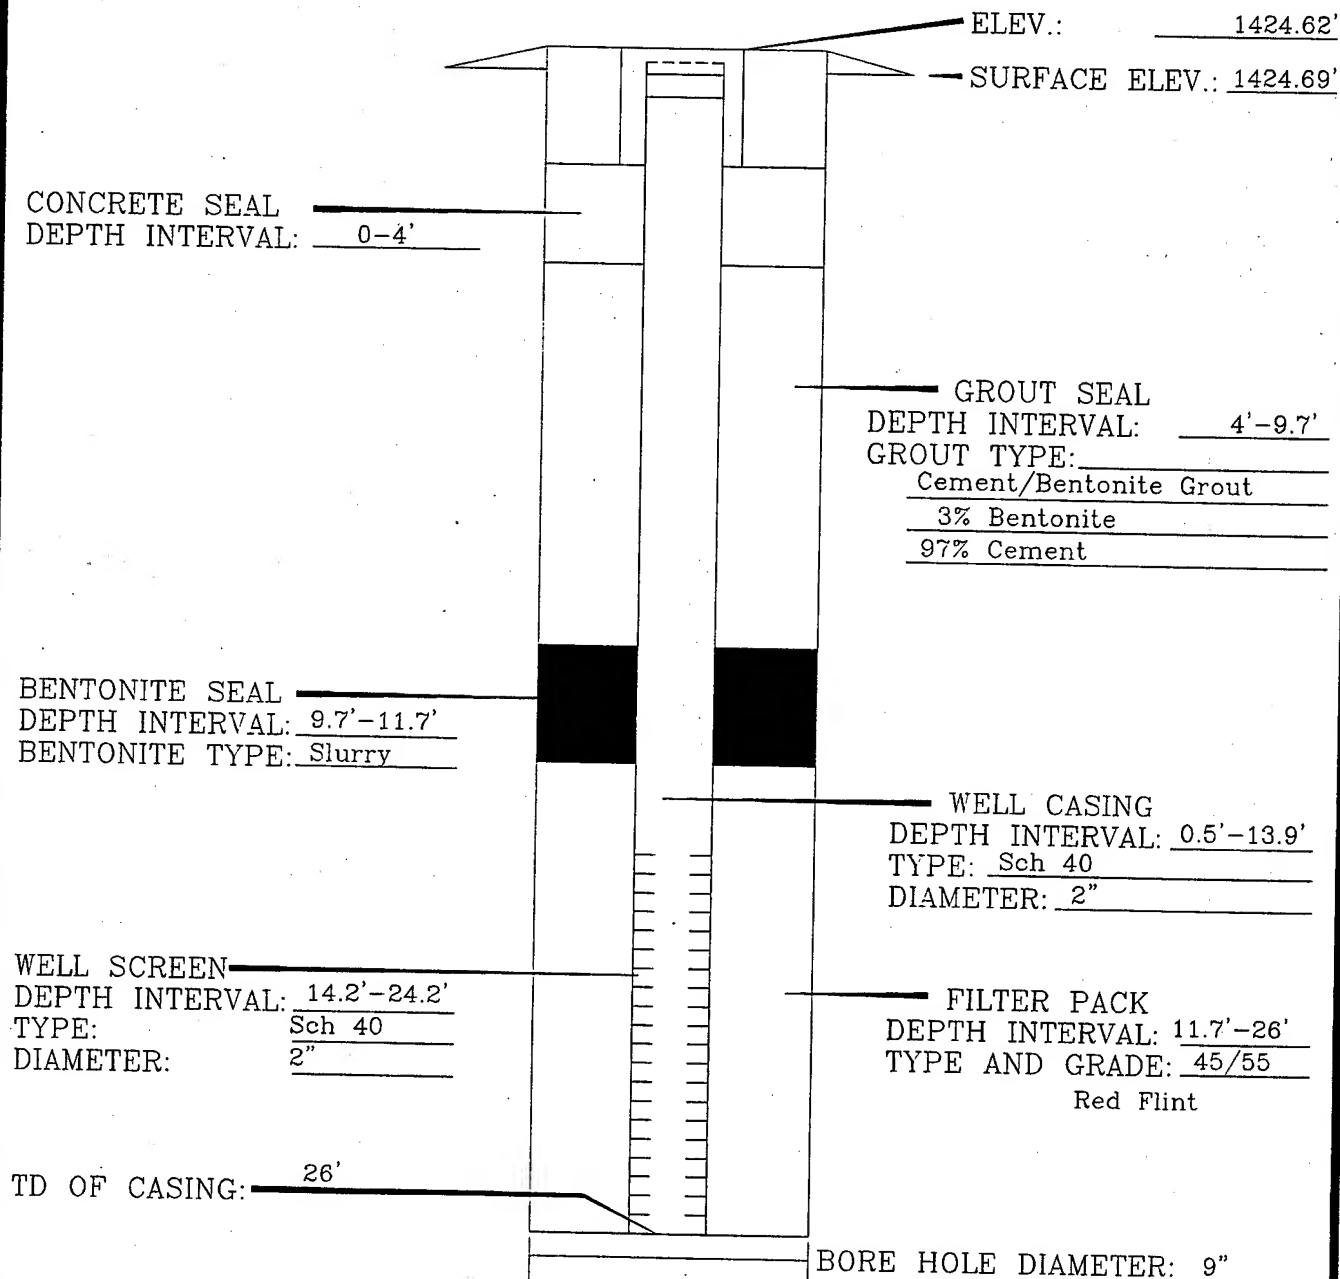 ELEV.: 1424.62'
SURFACE ELEV.: 1424.69'
CONCRETE SEAL
DEPTH INTERVAL: 0-4'
GROUT SEAL
DEPTH INTERVAL: 4'-9.7'
GROUT TYPE:
Cement/Bentonite Grout
3% Bentonite
97% Cement
BENTONITE SEAL
DEPTH INTERVAL: 9.7'-11.7'
BENTONITE TYPE: Slurry
WELL CASING
DEPTH INTERVAL: 0.5'-13.9'
TYPE: Sch 40
DIAMETER: 2"
WELL SCREEN
DEPTH INTERVAL: 14.2'-24.2'
TYPE: Sch 40
DIAMETER: 2"
FILTER PACK
DEPTH INTERVAL: 11.7'-26'
TYPE AND GRADE: 45/55
Red Flint
TD OF CASING: 26'
BORE HOLE DIAMETER: 9"